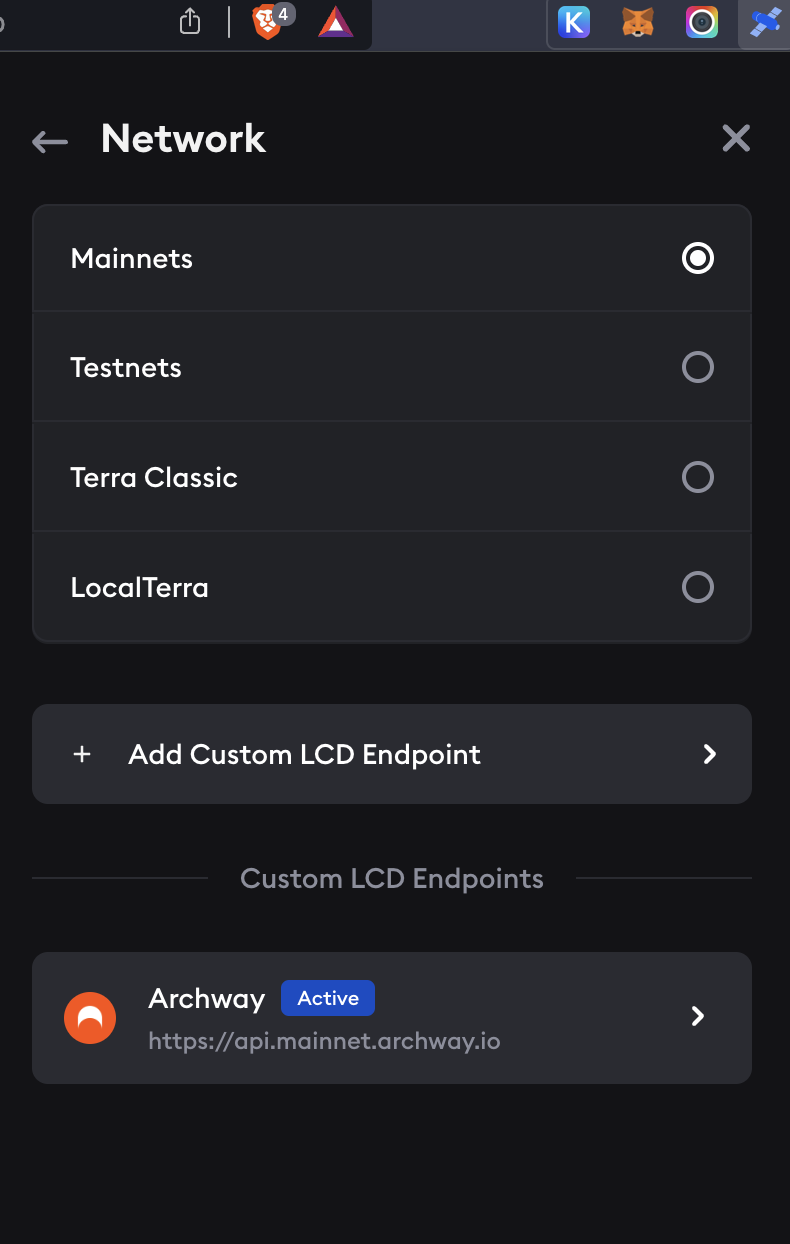 4
K
Network
Mainnets
Testnets
Terra Classic
LocalTerra
+ Add Custom LCD Endpoint
Custom LCD Endpoints
Archway Active
https://api.mainnet.archway.io